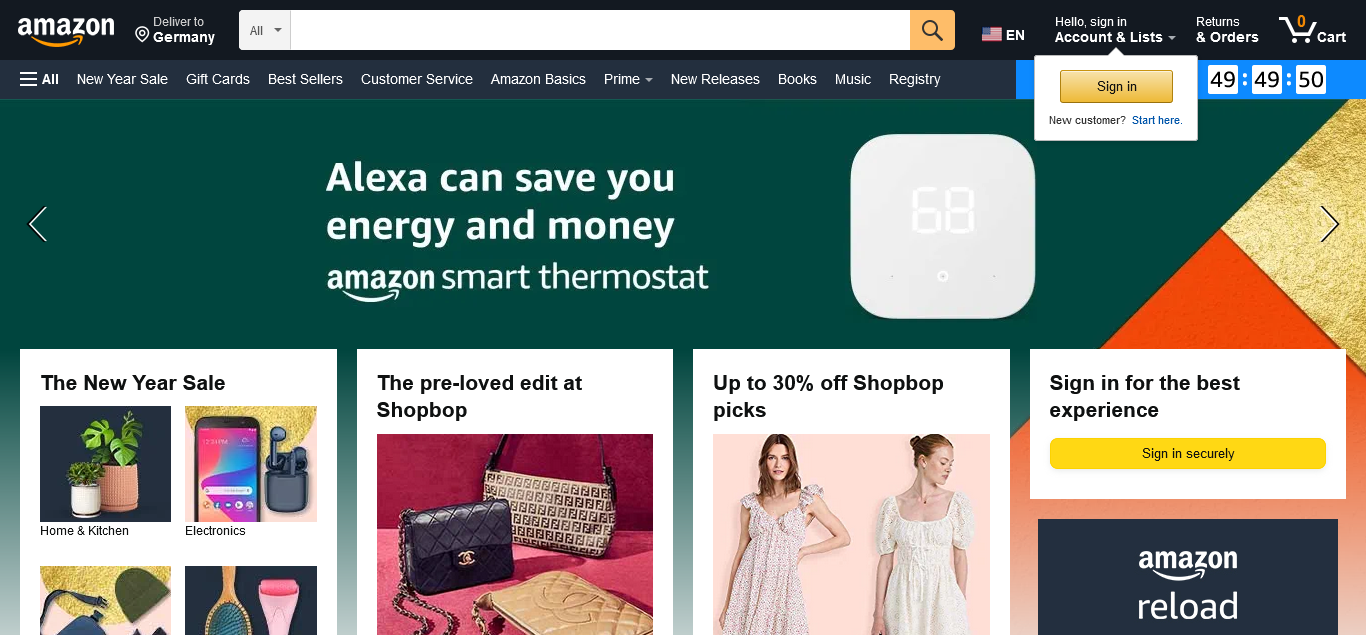 amazon
Deliver to
Germany
All
EN
Hello, sign in
Account & Lists
Returns
& Orders
0
Cart
All
New Year Sale
Gift Cards
Best Sellers
Customer Service
Amazon Basics
Prime
New Releases
Books
Music
Registry
49:49:50
Sign in
New customer? Start here.
Alexa can save you
energy and money
amazon smart thermostat
68
The New Year Sale
Home & Kitchen
Electronics
The pre-loved edit at
Shopbop
Up to 30% off Shopbop
picks
Sign in for the best
experience
Sign in securely
amazon
reload